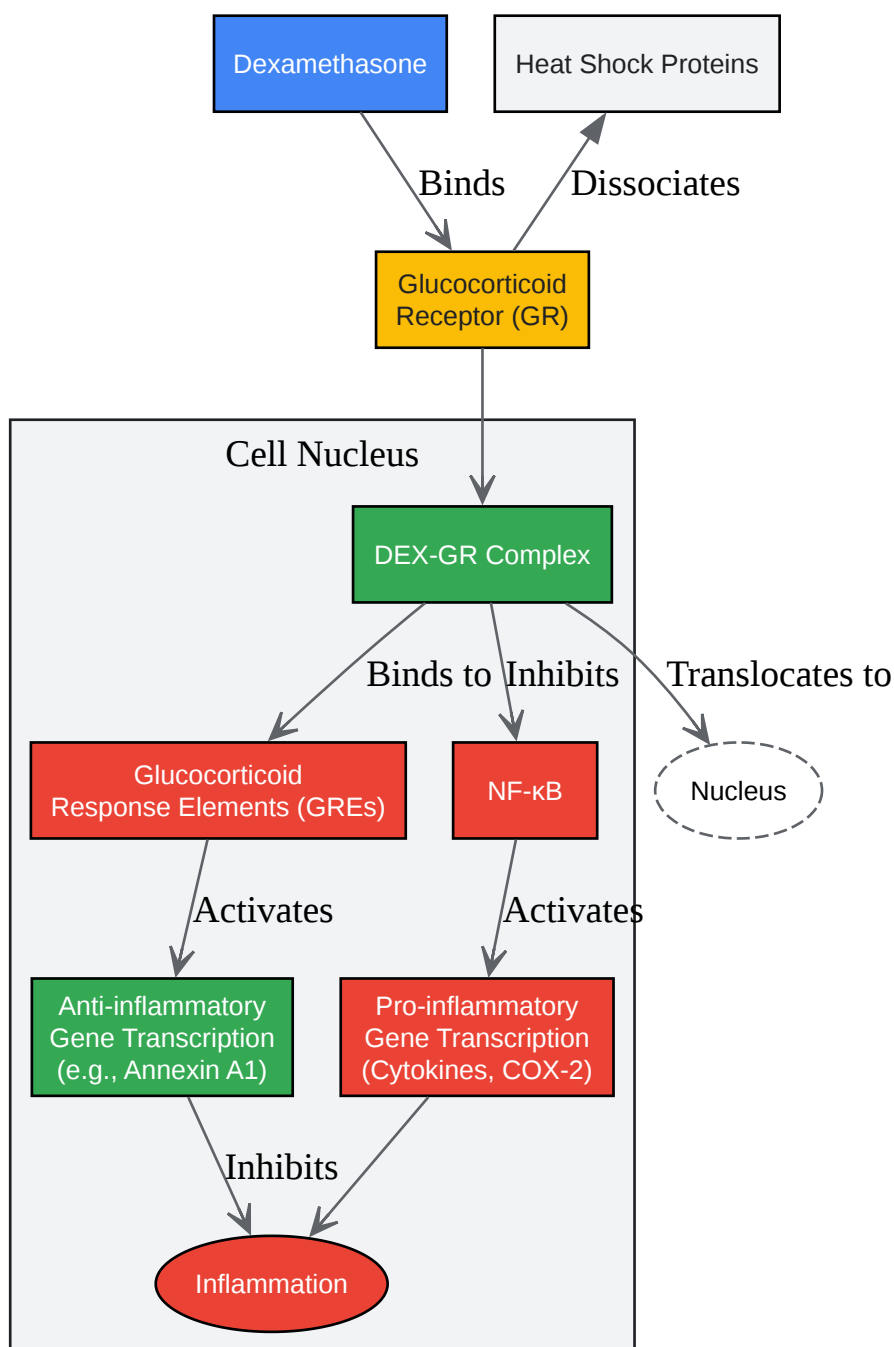 Dexamethasone
Heat Shock Proteins
Binds
Dissociates
Glucocorticoid
Receptor (GR)
Cell Nucleus
DEX-GR Complex
Binds to
Inhibits
Translocates to
Glucocorticoid
Response Elements (GREs)
NF-κB
Nucleus
Activates
Activates
Anti-inflammatory
Gene Transcription
(e.g., Annexin A1)
Pro-inflammatory
Gene Transcription
(Cytokines, COX-2)
Inhibits
Inflammation